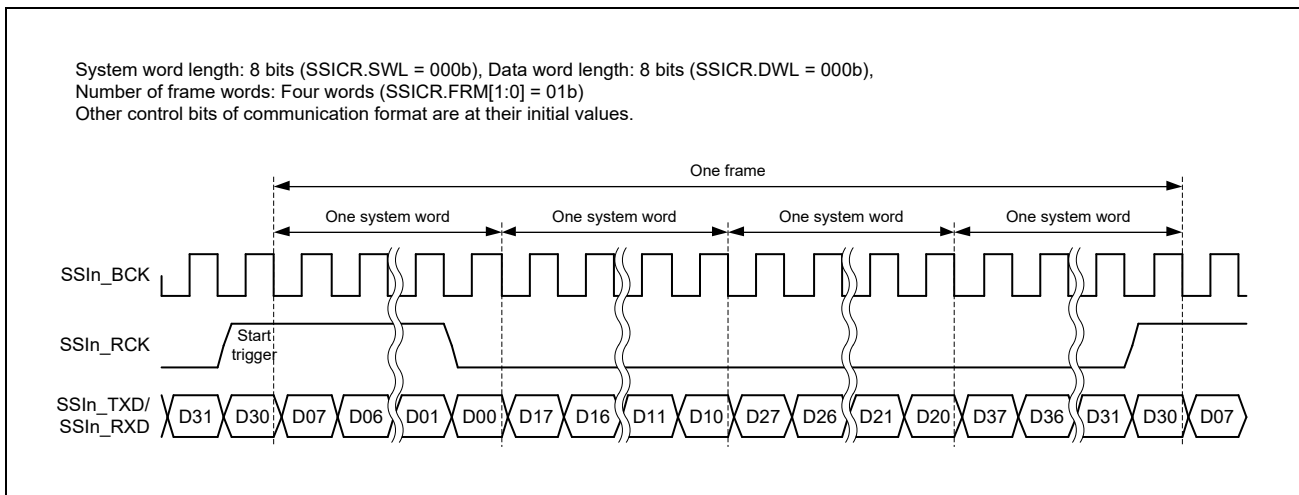 System word length: 8 bits (SSICR.SWL = 000b), Data word length: 8 bits (SSICR.DWL = 000b),
Number of frame words: Four words (SSICR.FRM[1:0] = 01b)
Other control bits of communication format are at their initial values.
One frame
One system word One system word One system word One system word
SSIn_BCK
SSIn_RCK
Start
trigger
SSIn_TXD/
SSIn_RXD
D31 D30 D07 D06 D01 D00 D17 D16 D11 D10 D27 D26 D21 D20 D37 D36 D31 D30 D07